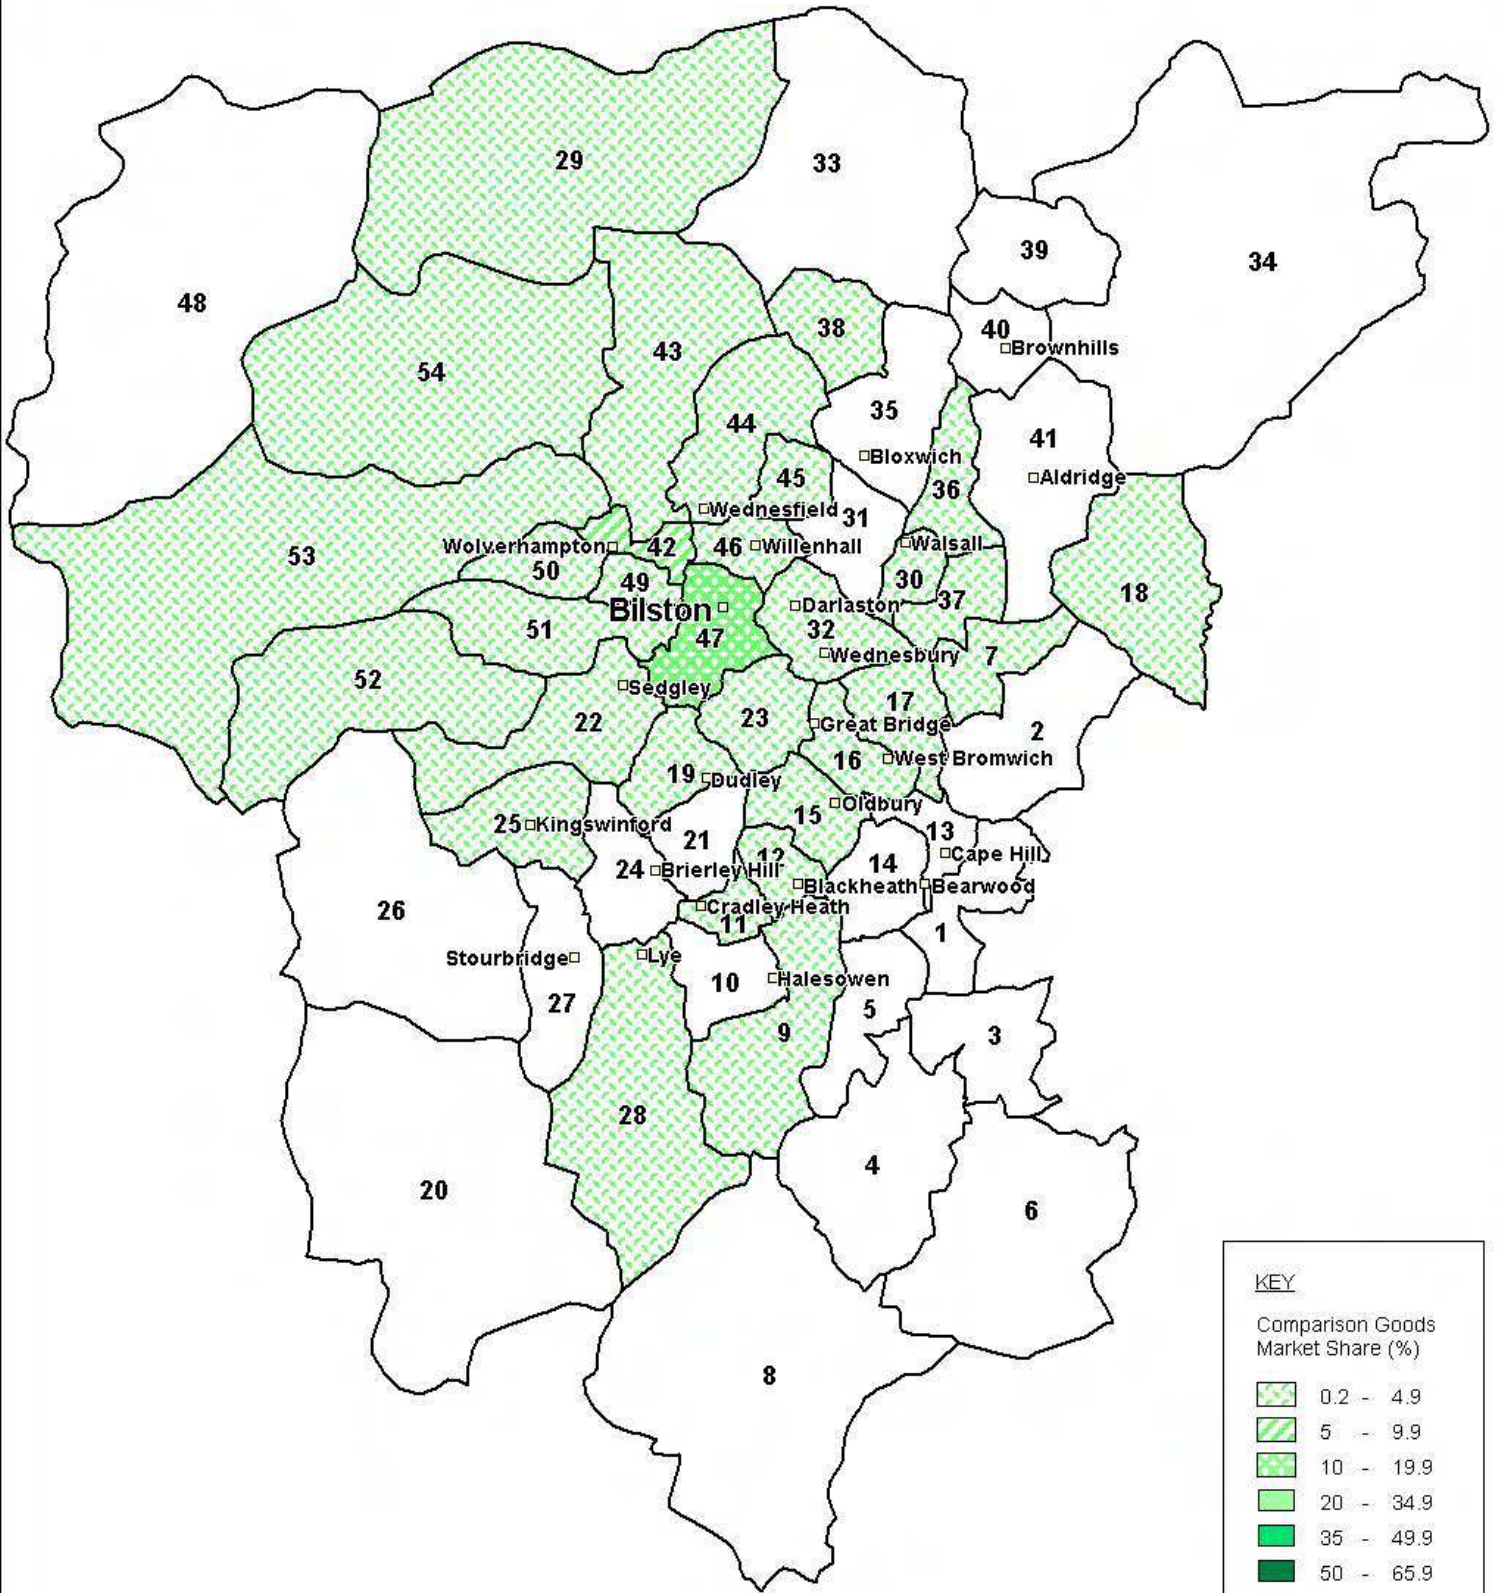 29
33
39
34
48
40
Brownhills
38
43
54
35
41
44
Bloxwich
Aldridge
45
36
Wednesfield
31
Wolverhampton
42
46
Willenhall
Walsall
53
50
49
30
37
18
Bilston
Darlaston
51
47
32
Wednesbury
7
52
Sedgley
22
23
17
Great Bridge
2
16
West Bromwich
19
Dudley
15
Oldbury
25
Kingswinford
21
13
Cape Hill
24
Brierley Hill
12
14
Blackheath
Bearwood
26
Cradley Heath
11
1
Stourbridge
Lye
10
Halesowen
27
5
9
3
28
20
4
6
8
KEY
Comparison Goods
Market Share (%)
0.2 - 4.9
5 - 9.9
10 - 19.9
20 - 34.9
35 - 49.9
50 - 65.9